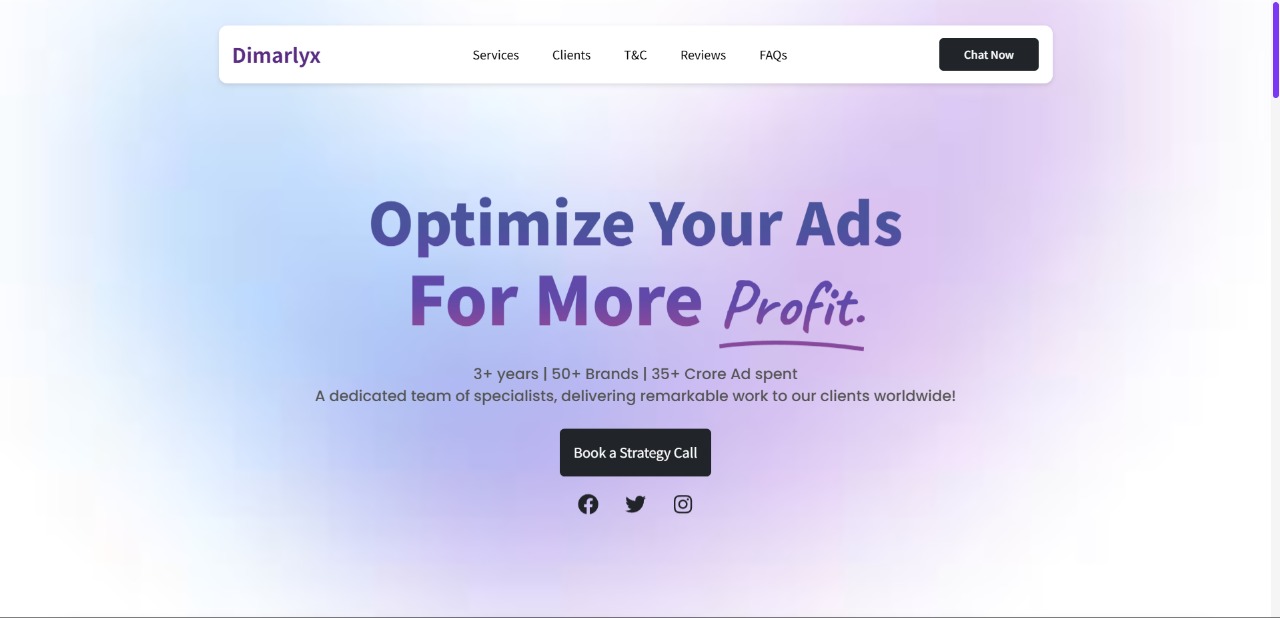 Dimarlyx
Services Clients T&C Reviews FAQs
Chat Now
Optimize Your Ads
For More Profit.
3+ years | 50+ Brands | 35+ Crore Ad spent
A dedicated team of specialists, delivering remarkable work to our clients worldwide!
Book a Strategy Call